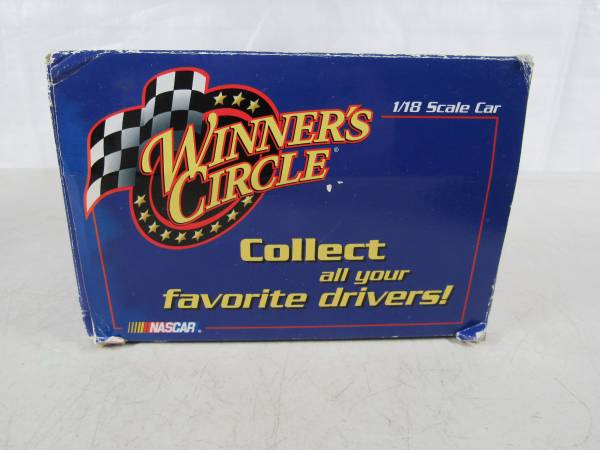 1/18 Scale Car
WINNER'S
CIRCLE®
Collect
all your
favorite drivers!
NASCAR.